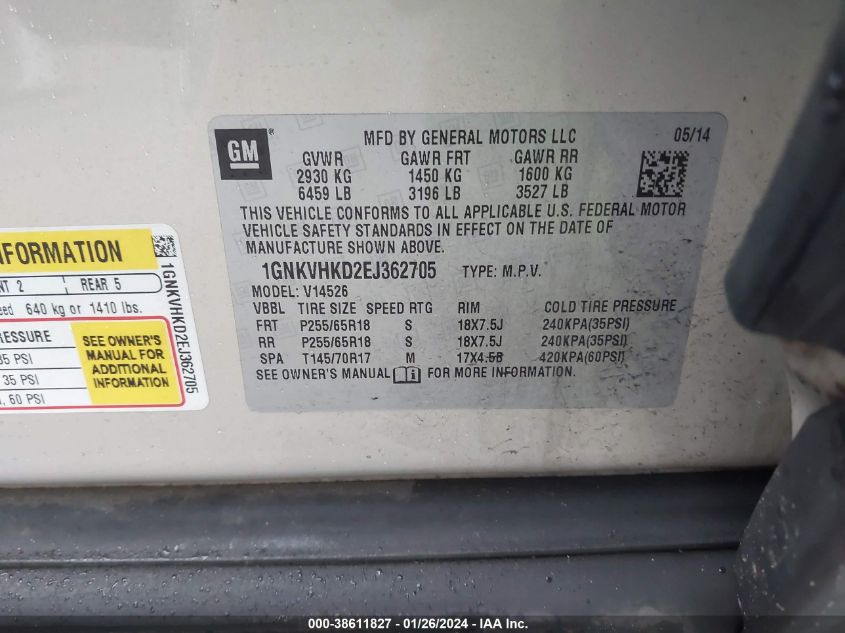 GM
MFD BY GENERAL MOTORS LLC 05/14
GVWR GAWR FRT GAWR RR
2930 KG 1450 KG 1600 KG
6459 LB 3196 LB 3527 LB
THIS VEHICLE CONFORMS TO ALL APPLICABLE U.S. FEDERAL MOTOR
VEHICLE SAFETY STANDARDS IN EFFECT ON THE DATE OF
MANUFACTURE SHOWN ABOVE.
1GNKVHKD2EJ362705 TYPE: M.P.V.
MODEL: V14526
VBBL TIRE SIZE SPEED RTG RIM COLD TIRE PRESSURE
FRT P255/65R18 S 18X7.5J 240KPA(35PSI)
RR P255/65R18 S 18X7.5J 240KPA(35PSI)
SPA T145/70R17 M 17X4.5B 420KPA(60PSI)
SEE OWNER'S MANUAL FOR MORE INFORMATION.
FORMATION
2 REAR 5
640 kg or 1410 lbs.
35 PSI
35 PSI
60 PSI
SEE OWNER'S
MANUAL FOR
ADDITIONAL
INFORMATION
1GNKVHKD2EJ362705
000-38611827 - 01/26/2024 - IAA Inc.